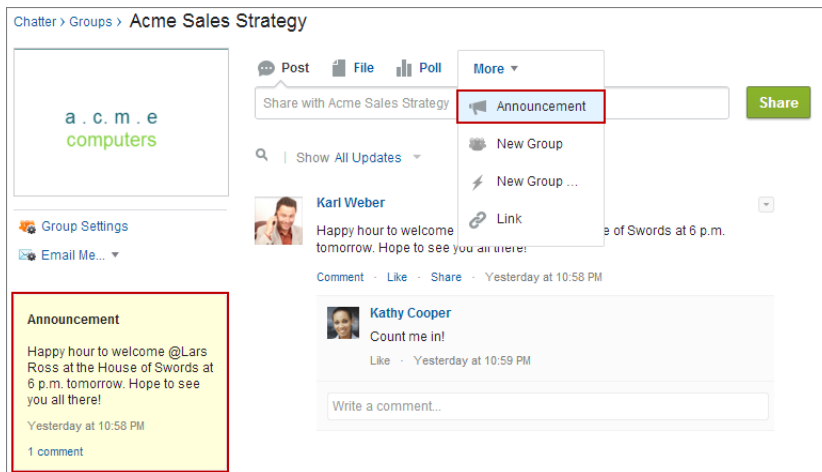 Chatter > Groups > Acme Sales Strategy
a . c. m . e
computers
Group Settings
Email Me...
Announcement
Happy hour to welcome @Lars
Ross at the House of Swords at
6 p.m. tomorrow. Hope to see
you all there!
Yesterday at 10:58 PM
1 comment
Post File Poll More
Share with Acme Sales Strategy
Share
Announcement
New Group
New Group ...
Link
Show All Updates
Karl Weber
Happy hour to welcome e of Swords at 6 p.m.
tomorrow. Hope to see you all there!
Comment · Like · Share · Yesterday at 10:58 PM
Kathy Cooper
Count me in!
Like · Yesterday at 10:59 PM
Write a comment...